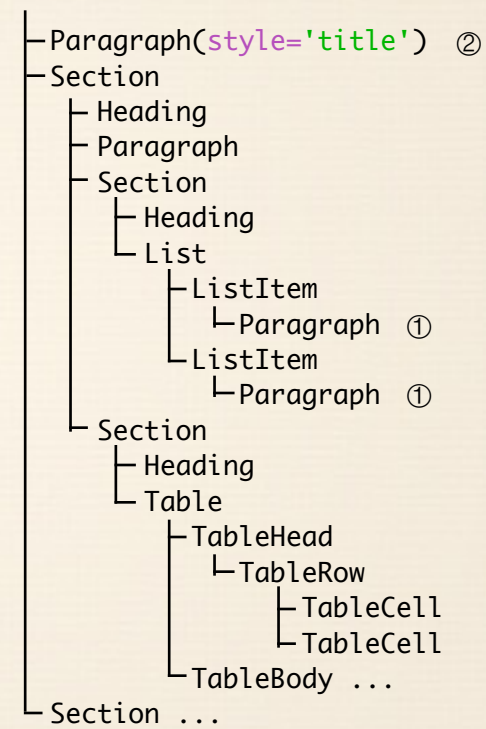 Paragraph(style='title') ②
Section
Heading
Paragraph
Section
Heading
List
ListItem
Paragraph ①
ListItem
Paragraph ①
Section
Heading
Table
TableHead
TableRow
TableCell
TableCell
TableBody ...
Section ...